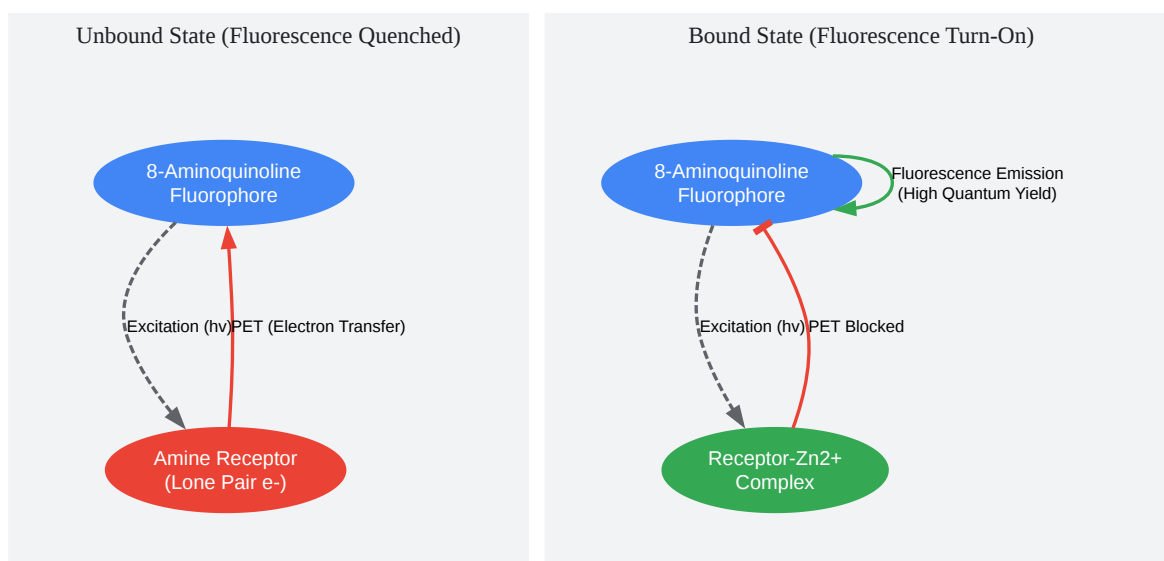 Unbound State (Fluorescence Quenched)
8-Aminoquinoline
Fluorophore
Excitation (hv)
PET (Electron Transfer)
Amine Receptor
(Lone Pair e-)
Bound State (Fluorescence Turn-On)
8-Aminoquinoline
Fluorophore
Fluorescence Emission
(High Quantum Yield)
Excitation (hv)
PET Blocked
Receptor-Zn2+
Complex